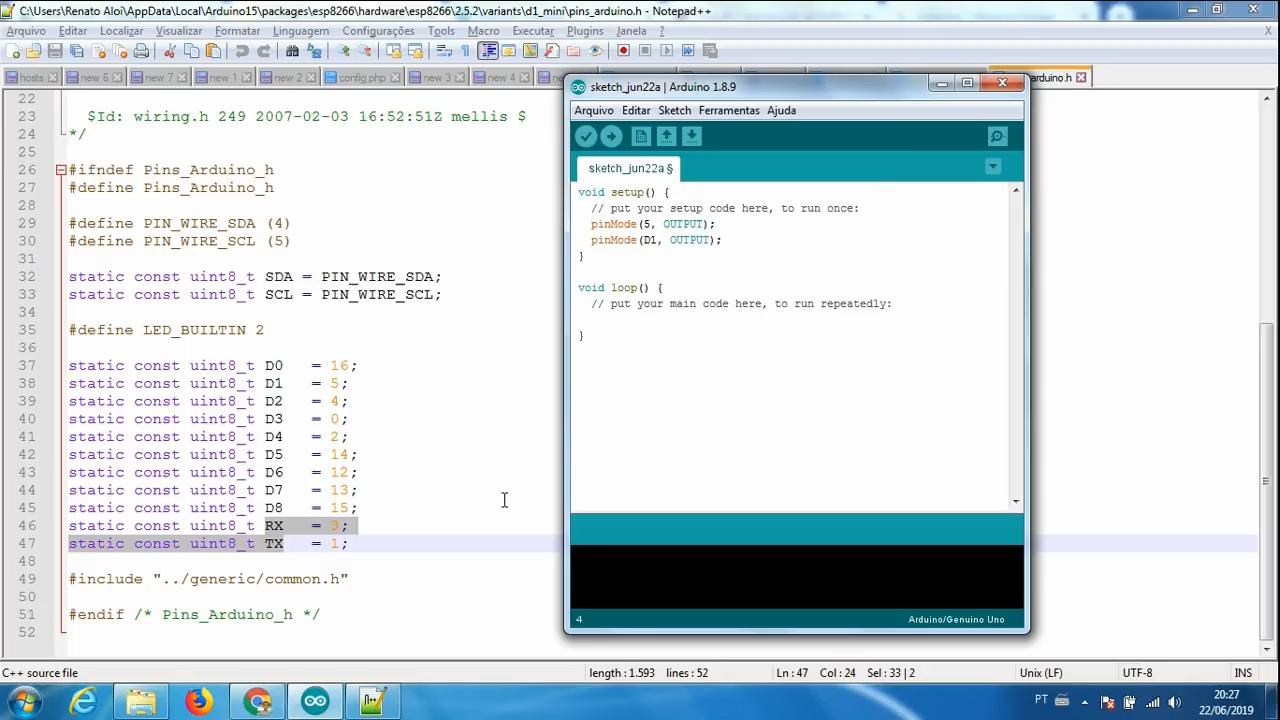 C:\Users\Renato Aloi\AppData\Local\Arduino15\packages\esp8266\hardware\esp8266\2.5.2\variants\d1_mini\pins_arduino.h - Notepad++
Arquivo Editar Localizar Visualizar Formatar Linguagem Configurações Tools Macro Executar Plugins Janela ?
X
hosts new 6 new 7 new 1 new 2 config.php new 3 new 4 arduino.h
22
23 $Id: wiring.h 249 2007-02-03 16:52:51Z mellis $
24 */
25
26 #ifndef Pins_Arduino_h
27 #define Pins_Arduino_h
28
29 #define PIN_WIRE_SDA (4)
30 #define PIN_WIRE_SCL (5)
31
32 static const uint8_t SDA = PIN_WIRE_SDA;
33 static const uint8_t SCL = PIN_WIRE_SCL;
34
35 #define LED_BUILTIN 2
36
37 static const uint8_t D0 = 16;
38 static const uint8_t D1 = 5;
39 static const uint8_t D2 = 4;
40 static const uint8_t D3 = 0;
41 static const uint8_t D4 = 2;
42 static const uint8_t D5 = 14;
43 static const uint8_t D6 = 12;
44 static const uint8_t D7 = 13;
45 static const uint8_t D8 = 15;
46 static const uint8_t RX = 3;
47 static const uint8_t TX = 1;
48
49 #include "../generic/common.h"
50
51 #endif /* Pins_Arduino_h */
52
sketch_jun22a | Arduino 1.8.9
Arquivo Editar Sketch Ferramentas Ajuda
sketch_jun22a §
void setup() {
// put your setup code here, to run once:
pinMode(5, OUTPUT);
pinMode(D1, OUTPUT);
}
void loop() {
// put your main code here, to run repeatedly:
}
4 Arduino/Genuino Uno
C++ source file length : 1.593 lines : 52 Ln : 47 Col : 24 Sel : 33 | 2 Unix (LF) UTF-8 INS
PT 20:27
22/06/2019